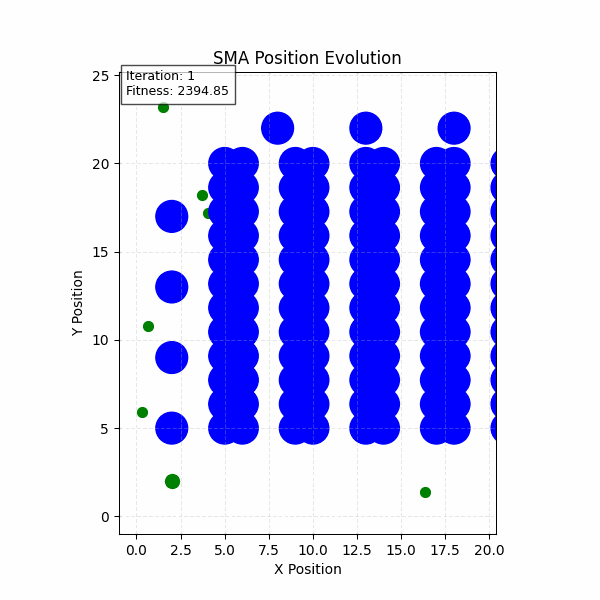 SMA Position Evolution
Iteration: 1
Fitness: 2394.85
25
20
15
10
5
0
Y Position
0.0 2.5 5.0 7.5 10.0 12.5 15.0 17.5 20.0
X Position